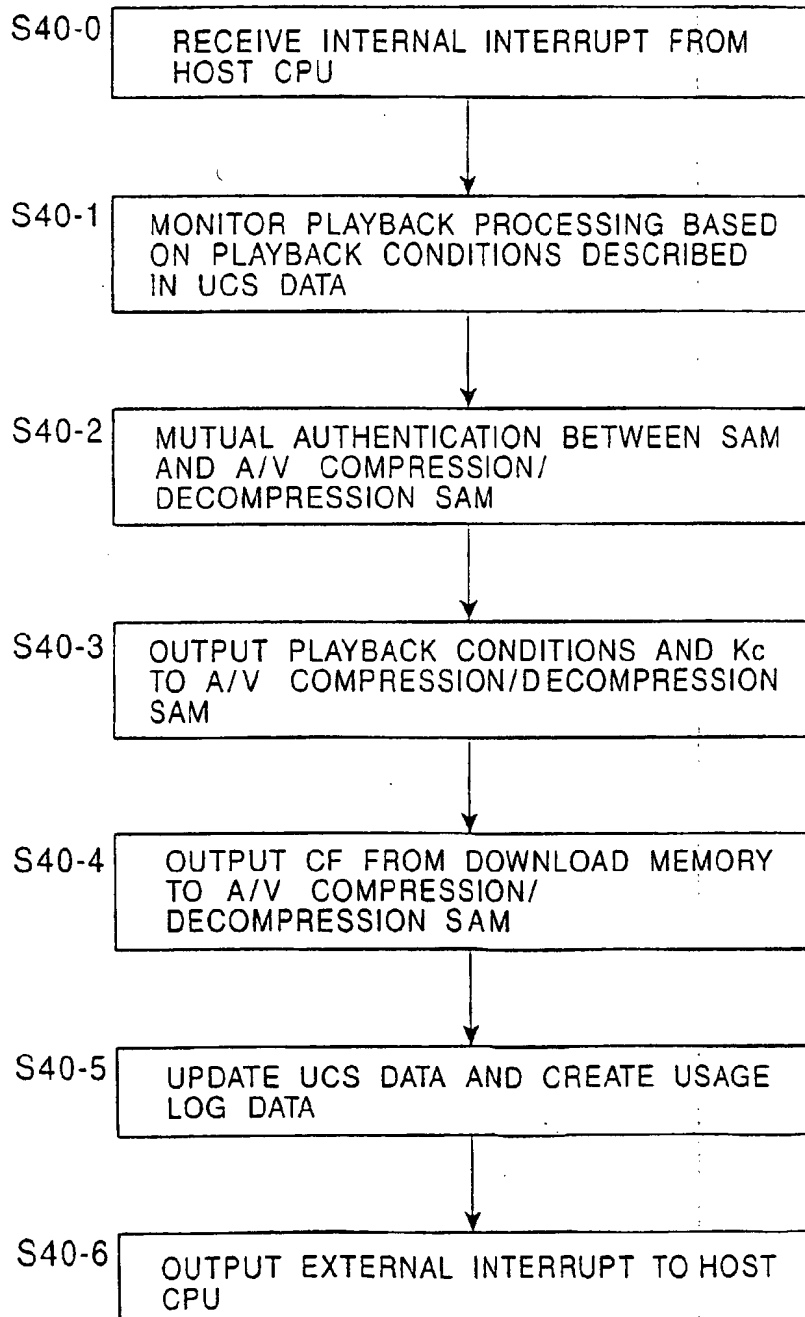 S40-0
RECEIVE INTERNAL INTERRUPT FROM
HOST CPU
S40-1
MONITOR PLAYBACK PROCESSING BASED
ON PLAYBACK CONDITIONS DESCRIBED
IN UCS DATA
S40-2
MUTUAL AUTHENTICATION BETWEEN SAM
AND A/V COMPRESSION/
DECOMPRESSION SAM
S40-3
OUTPUT PLAYBACK CONDITIONS AND Kc
TO A/V COMPRESSION/DECOMPRESSION
SAM
S40-4
OUTPUT CF FROM DOWNLOAD MEMORY
TO A/V COMPRESSION/
DECOMPRESSION SAM
S40-5
UPDATE UCS DATA AND CREATE USAGE
LOG DATA
S40-6
OUTPUT EXTERNAL INTERRUPT TO HOST
CPU